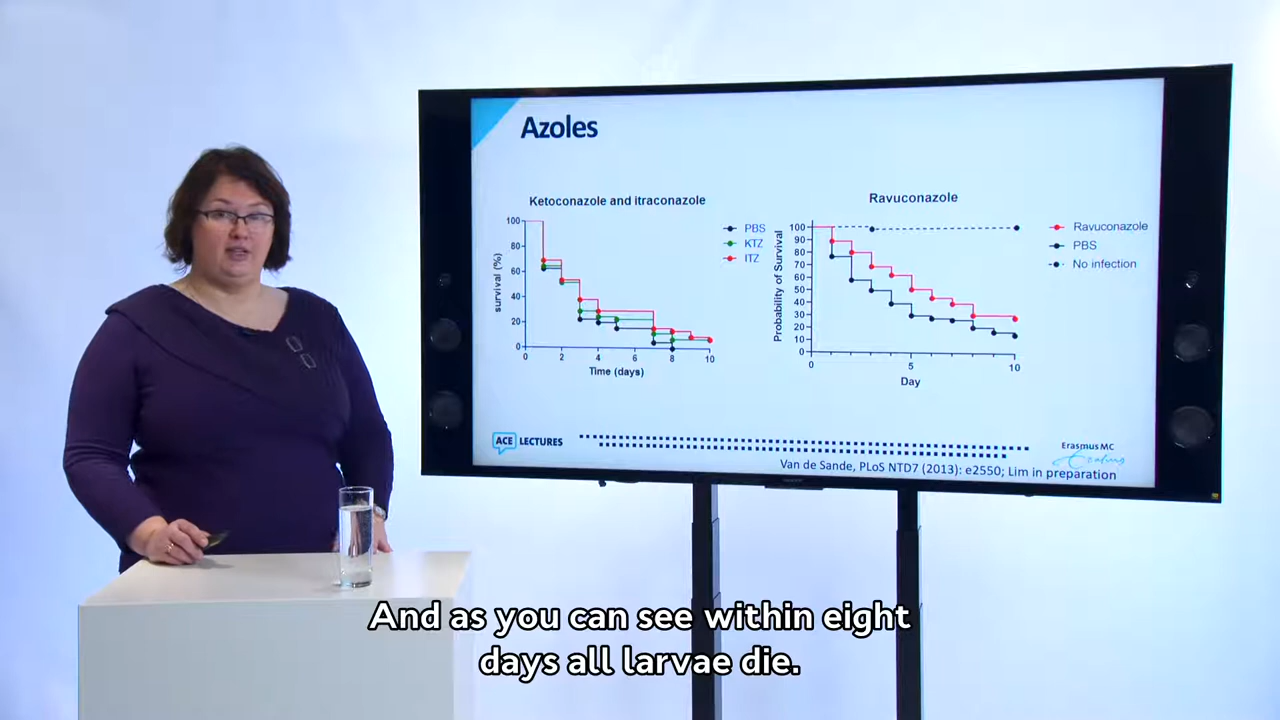 Azoles
Ketoconazole and itraconazole
survival (%)
100
80
60
40
20
0
0 2 4 6 8 10
Time (days)
PBS
KTZ
ITZ
Ravuconazole
Probability of Survival
100
90
80
70
60
50
40
30
20
10
0
0 5 10
Day
Ravuconazole
PBS
No infection
ACE LECTURES
Erasmus MC
Erasmus
Van de Sande, PLoS NTD7 (2013): e2550; Lim in preparation
And as you can see within eight
days all larvae die.